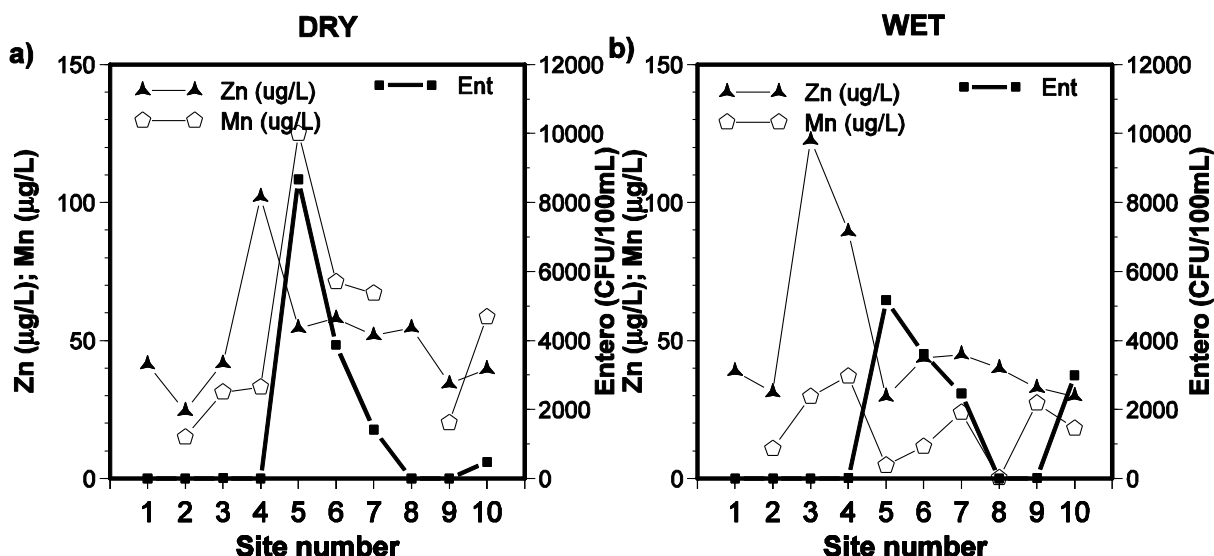 DRY
a)
150
100
50
0
Zn (µg/L); Mn (µg/L)
Zn (ug/L)
Mn (ug/L)
Ent
12000
10000
8000
6000
4000
2000
0
Entero (CFU/100mL)
1 2 3 4 5 6 7 8 9 10
Site number
WET
b)
150
100
50
0
Zn (µg/L); Mn (µg/L)
Zn (ug/L)
Mn (ug/L)
Ent
12000
10000
8000
6000
4000
2000
0
Entero (CFU/100mL)
1 2 3 4 5 6 7 8 9 10
Site number